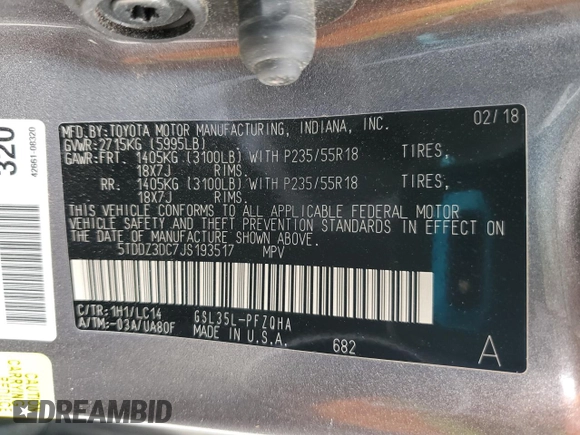 320
42661-08320
MFD. BY: TOYOTA MOTOR MANUFACTURING, INDIANA, INC. 02/18
GVWR: 2715KG (5995LB)
GAWR: FRT. 1405KG (3100LB) WITH P235/55R18 TIRES,
18X7J RIMS.
RR. 1405KG (3100LB) WITH P235/55R18 TIRES,
18X7J RIMS.
THIS VEHICLE CONFORMS TO ALL APPLICABLE FEDERAL MOTOR
VEHICLE SAFETY AND THEFT PREVENTION STANDARDS IN EFFECT ON
THE DATE OF MANUFACTURE SHOWN ABOVE.
5TDDZ3DC7JS193517 MPV
C/TR: 1H1/LC14 GSL35L-PFZQHA
A/TM: -03A/UA80F MADE IN U.S.A. 682 A
CAUTION
DREAMBID